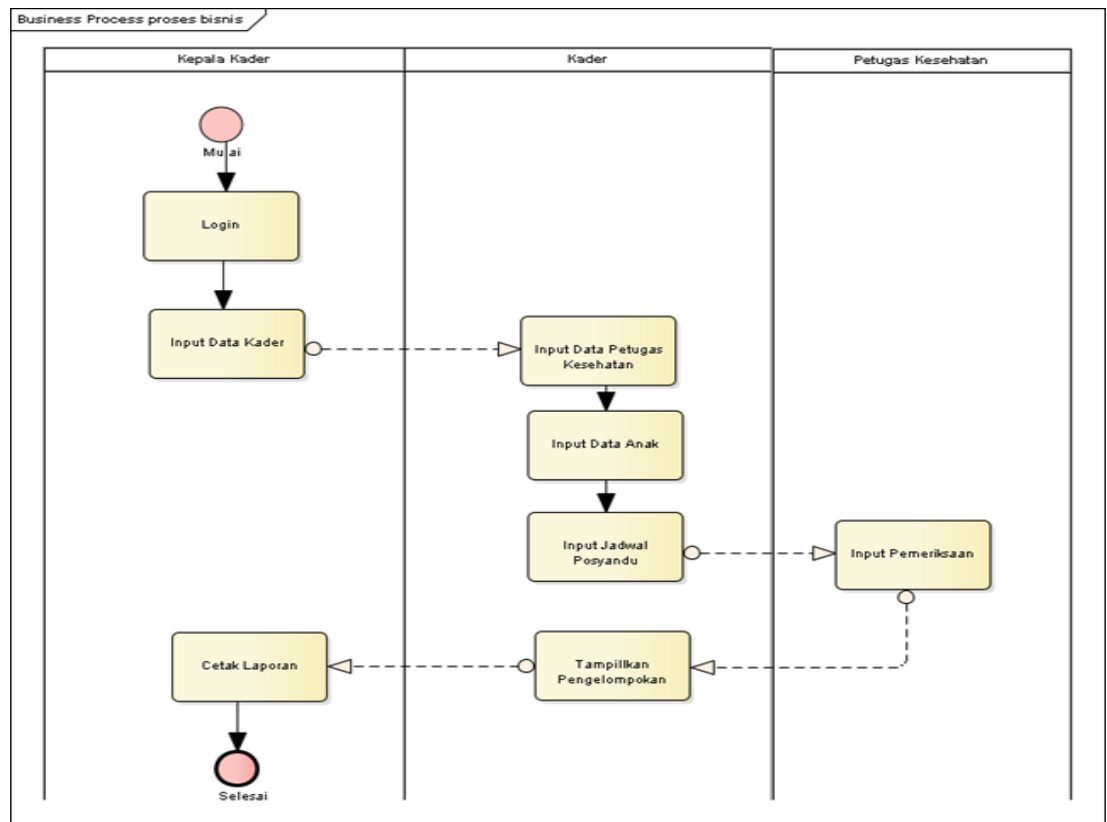 Business Process proses bisnis
Kepala Kader
Kader
Petugas Kesehatan
Mulai
Login
Input Data Kader
Input Data Petugas
Kesehatan
Input Data Anak
Input Jadwal
Posyandu
Input Pemeriksaan
Tampillkan
Pengelompokan
Cetak Laporan
Selesai